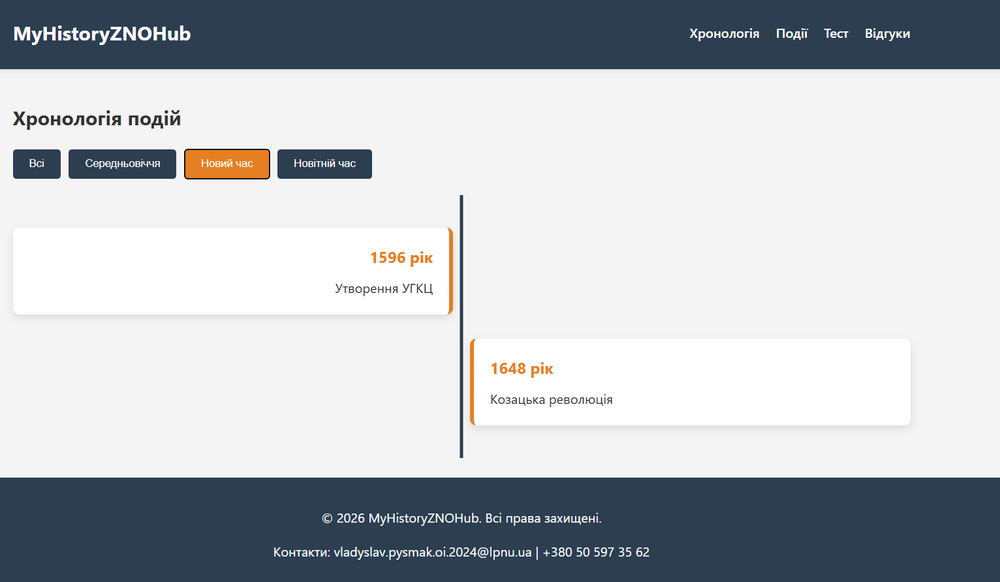 MyHistoryZNOHub
Хронологія Події Тест Відгуки
Хронологія подій
Всі Середньовіччя Новий час Новітній час
1596 рік
Утворення УГКЦ
1648 рік
Козацька революція
© 2026 MyHistoryZNOHub. Всі права захищені.
Контакти: vladyslav.pysmak.oi.2024@lpnu.ua | +380 50 597 35 62